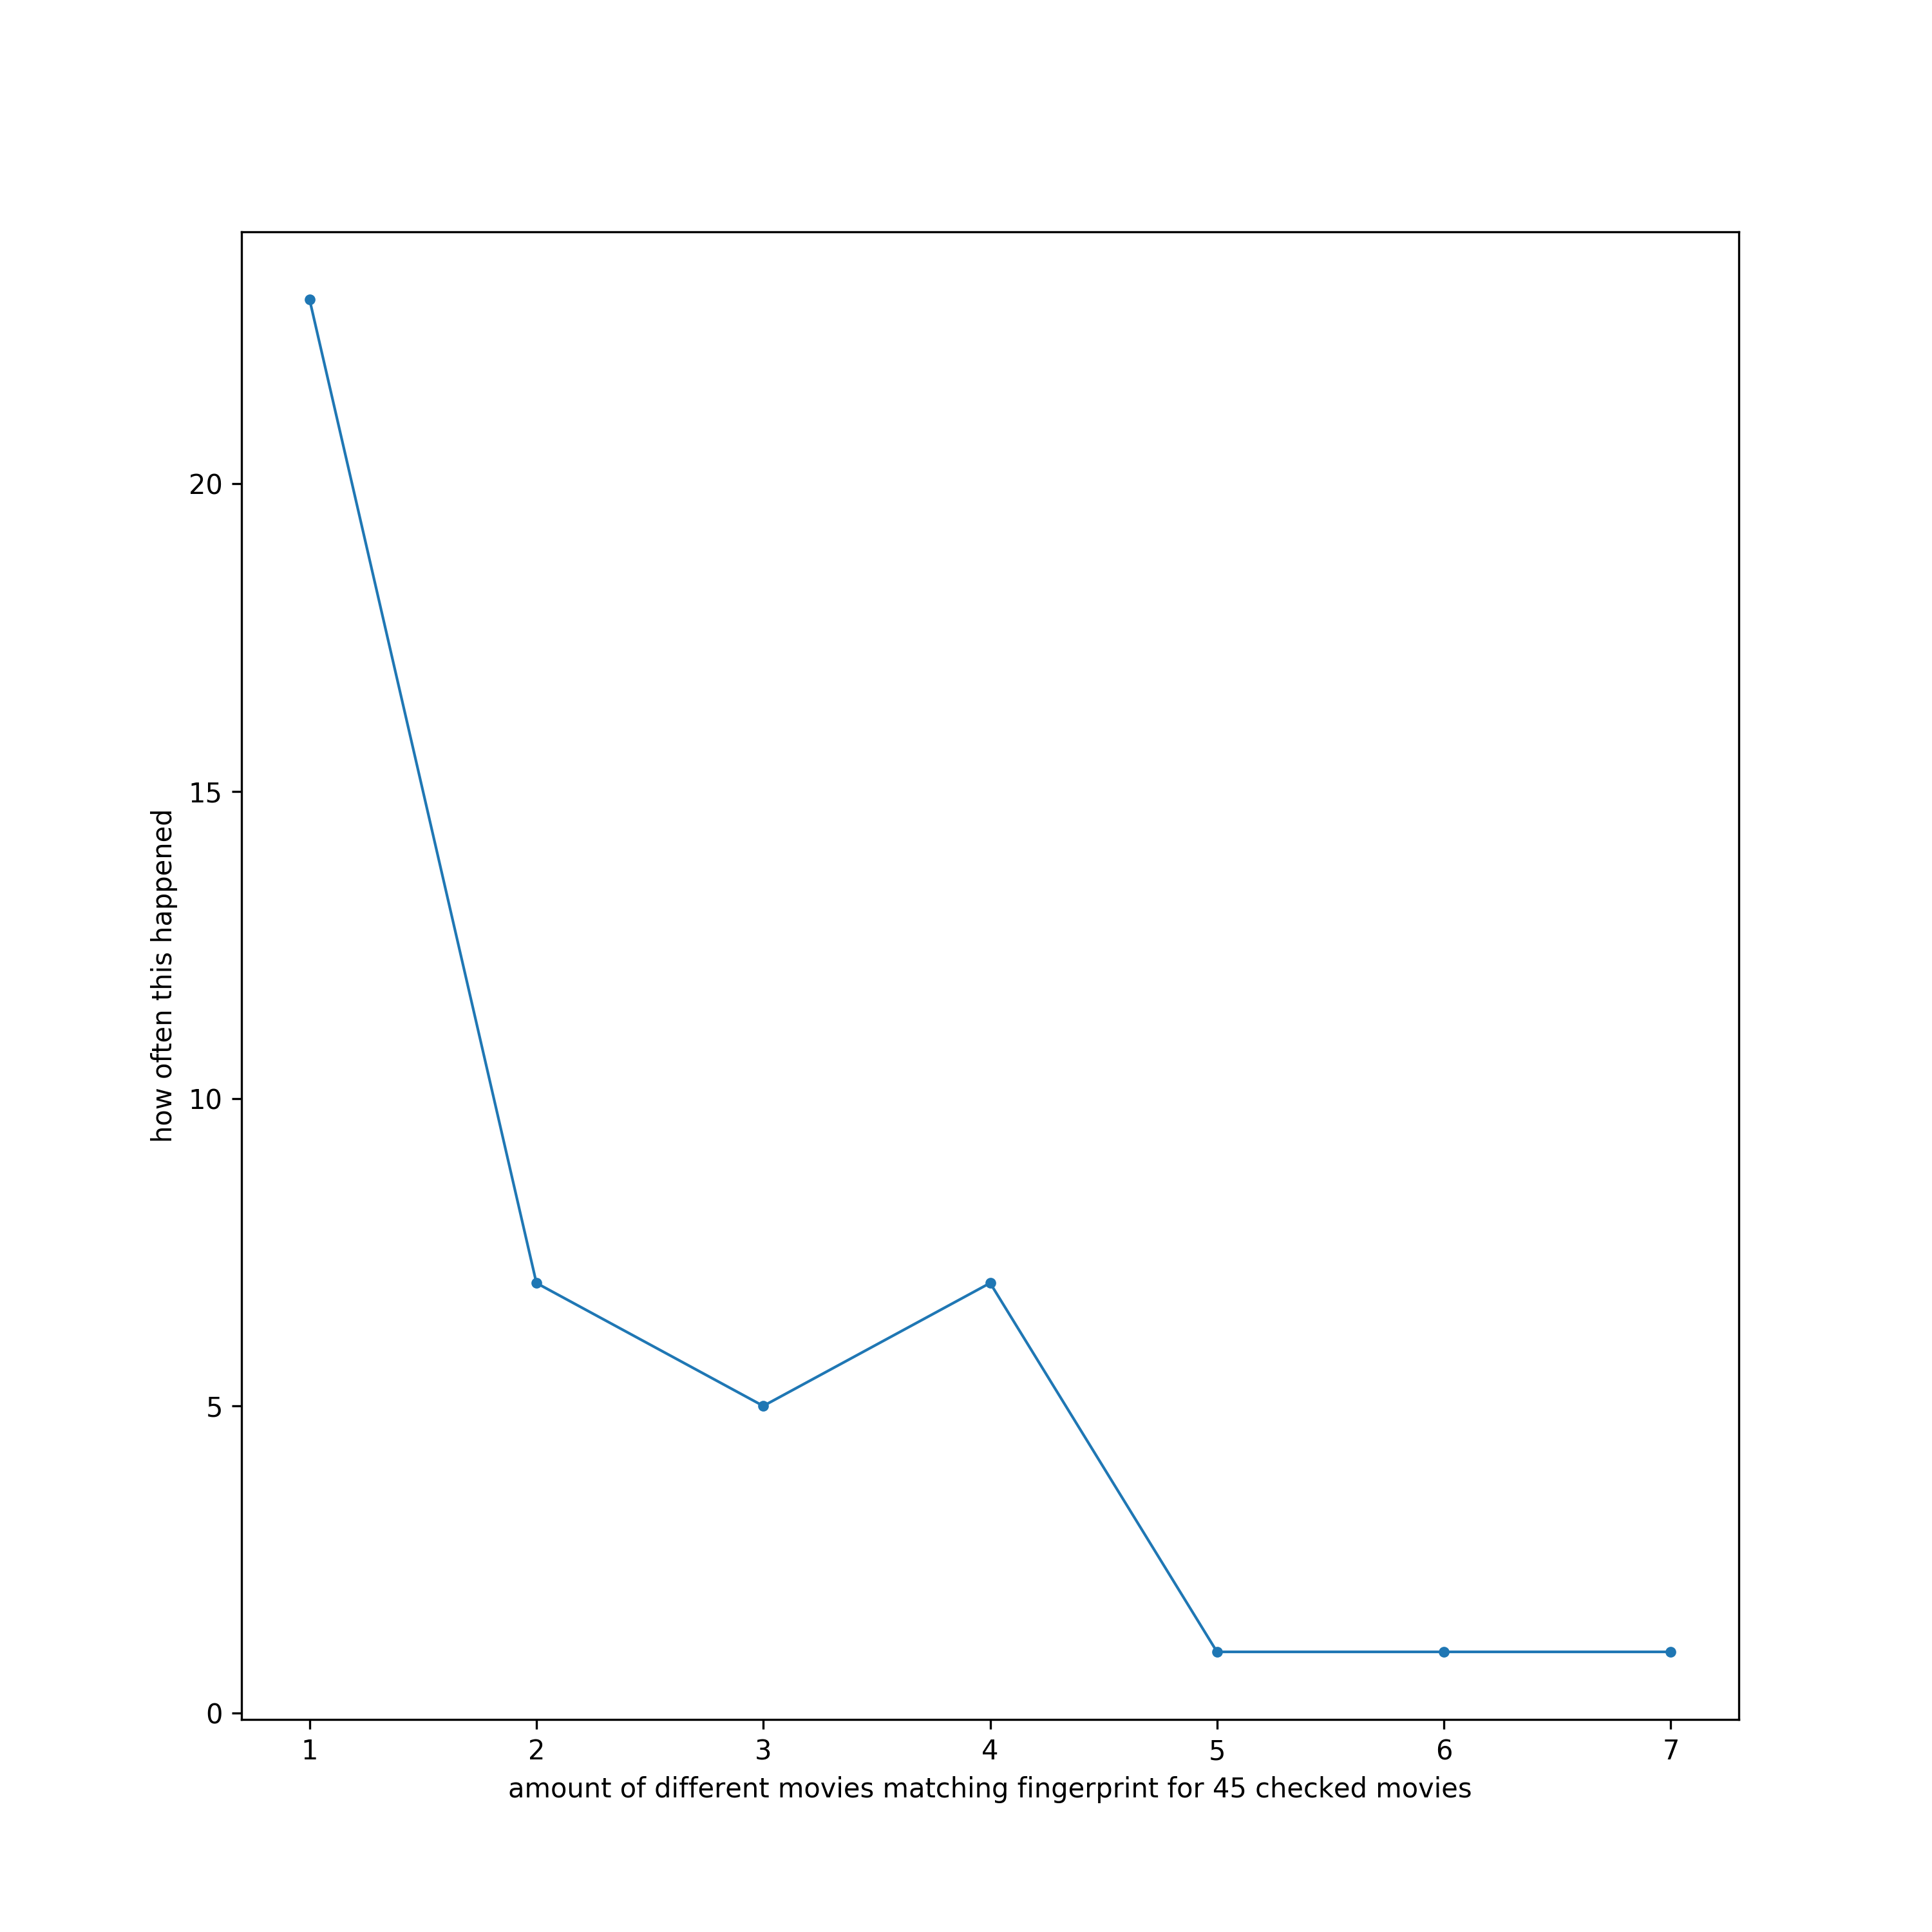 how often this happened
20
15
10
5
0
1 2 3 4 5 6 7
amount of different movies matching fingerprint for 45 checked movies